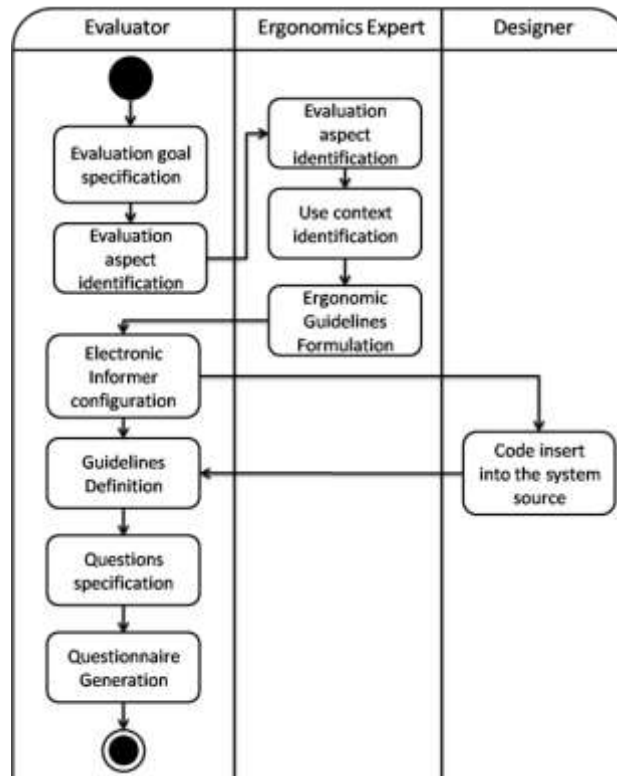 Evaluator
Ergonomics Expert
Designer
Evaluation goal
specification
Evaluation
aspect
identification
Evaluation
aspect
identification
Use context
identification
Ergonomic
Guidelines
Formulation
Electronic
Informer
configuration
Code insert
into the system
source
Guidelines
Definition
Questions
specification
Questionnaire
Generation